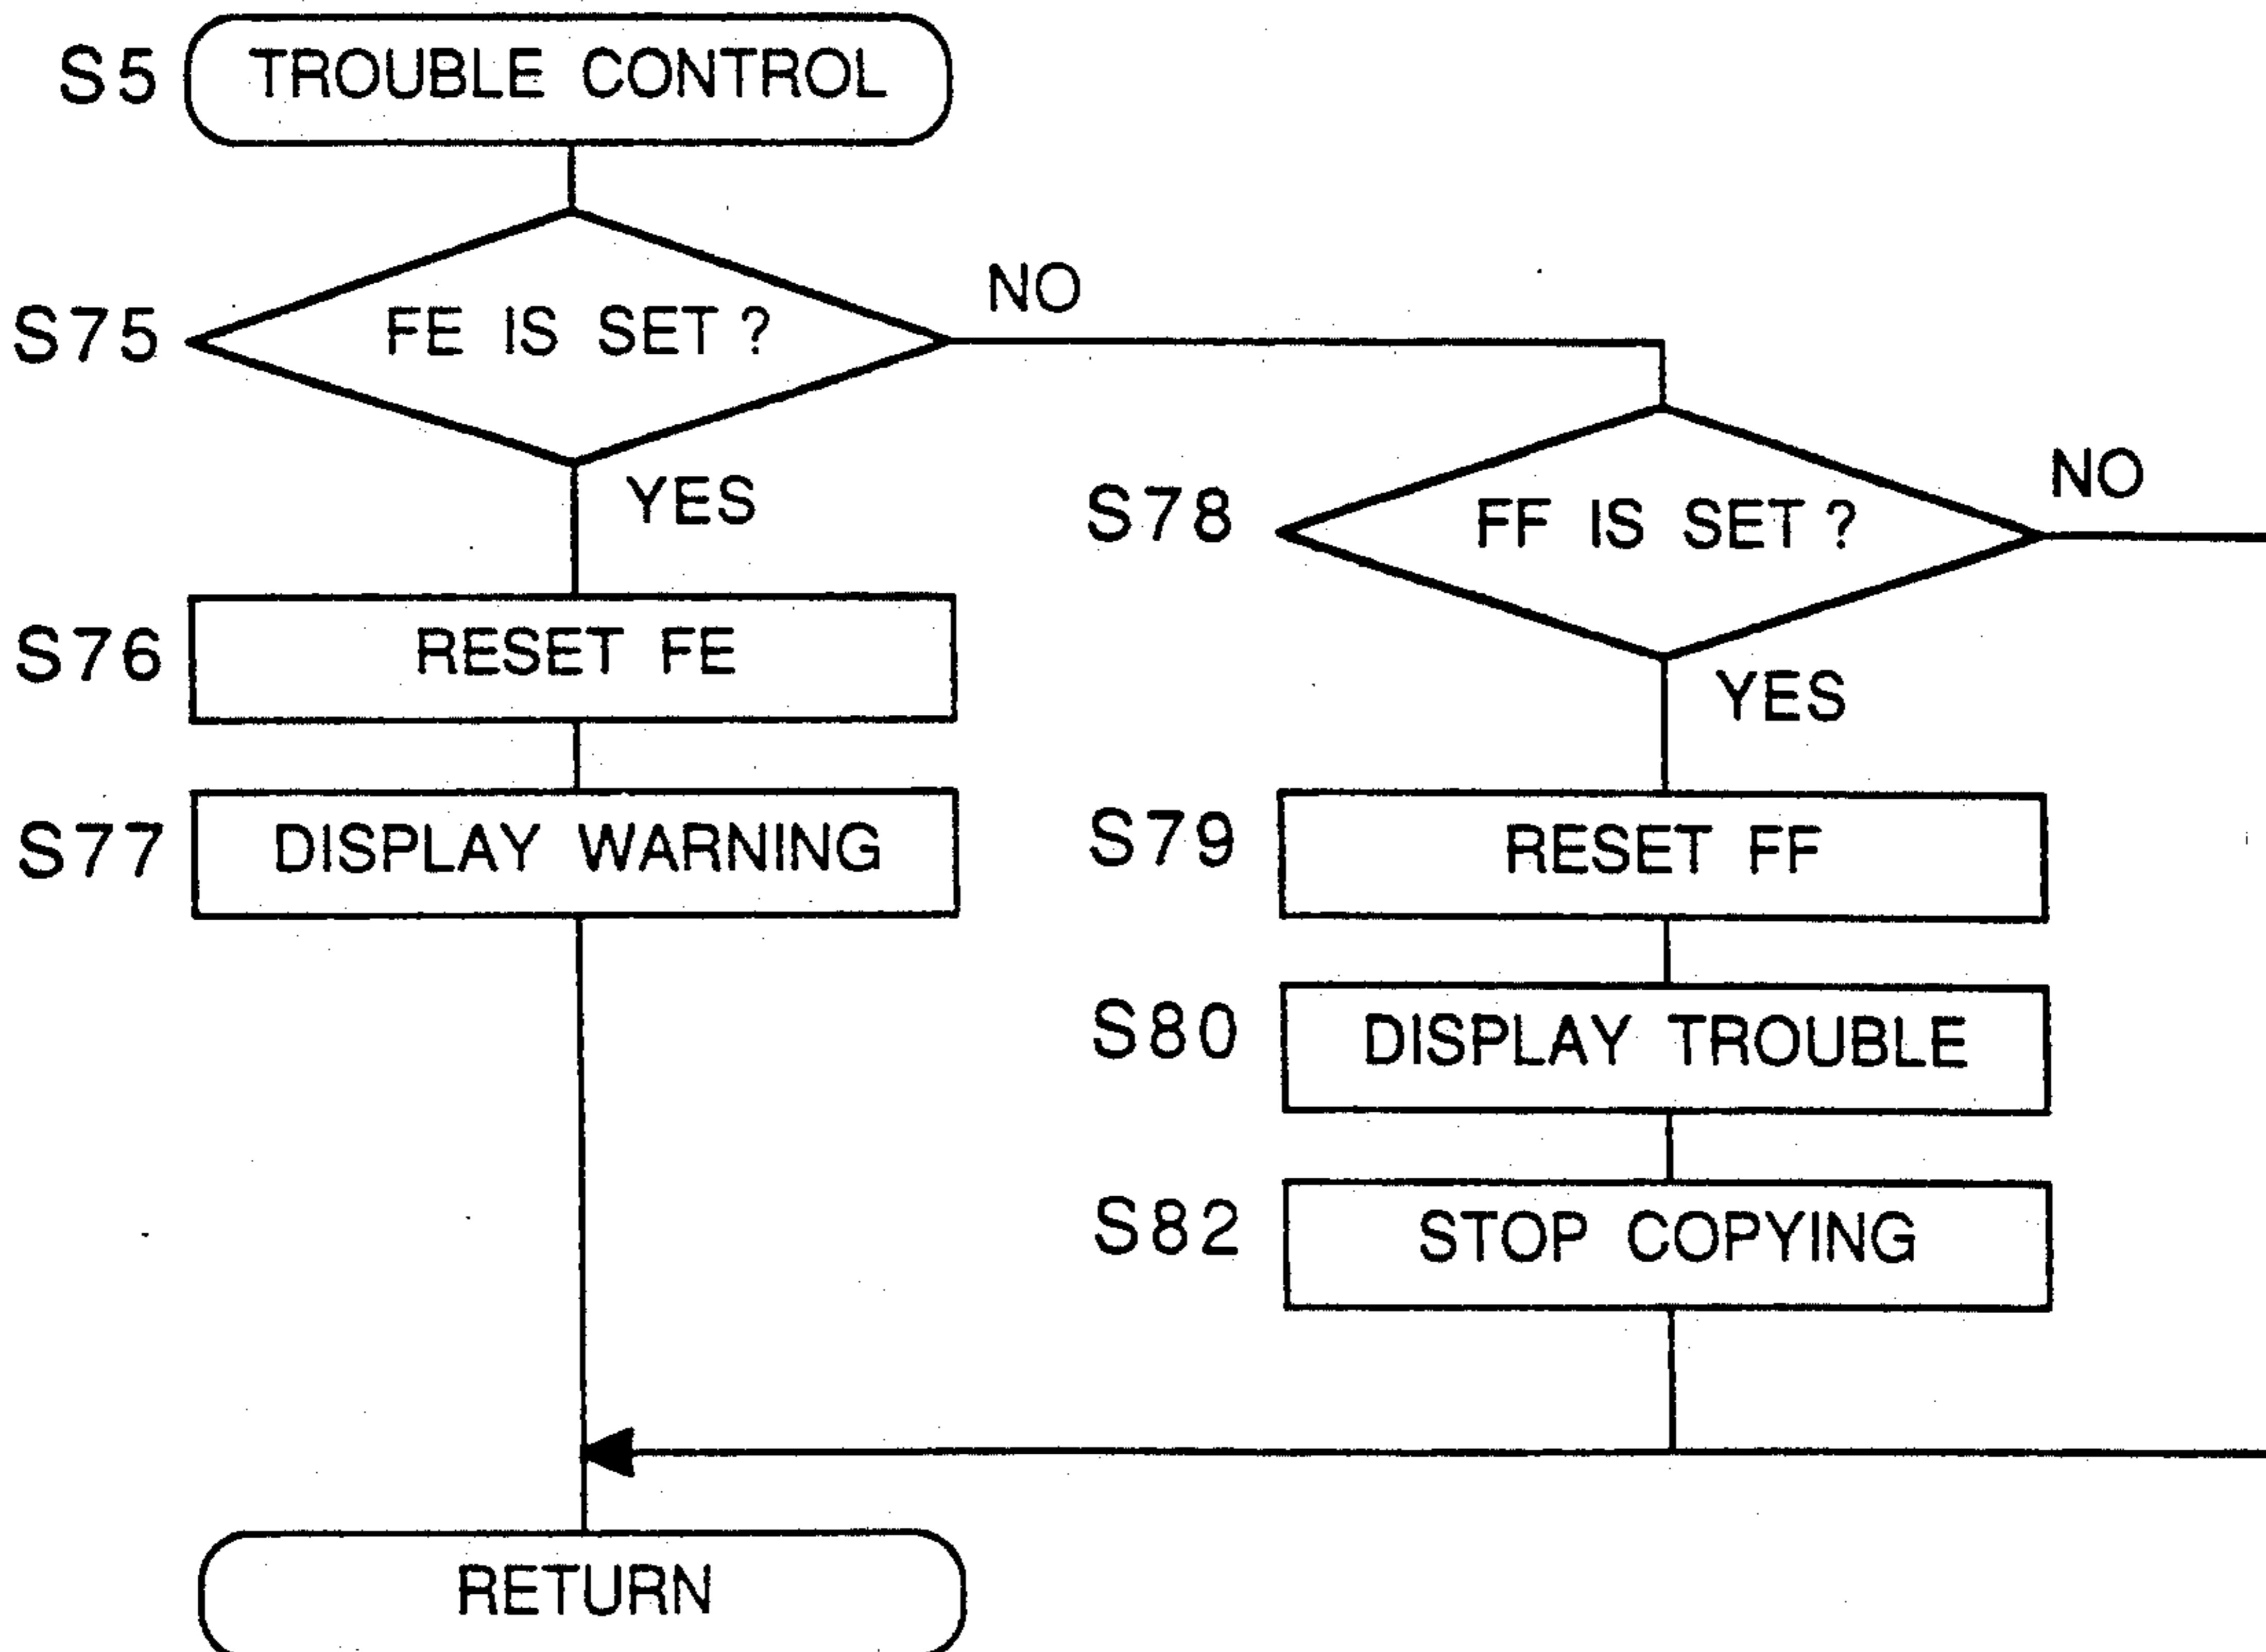 S5 TROUBLE CONTROL
S75 FE IS SET ?
NO
YES
S76 RESET FE
S77 DISPLAY WARNING
S78 FF IS SET ?
NO
YES
S79 RESET FF
S80 DISPLAY TROUBLE
S82 STOP COPYING
RETURN